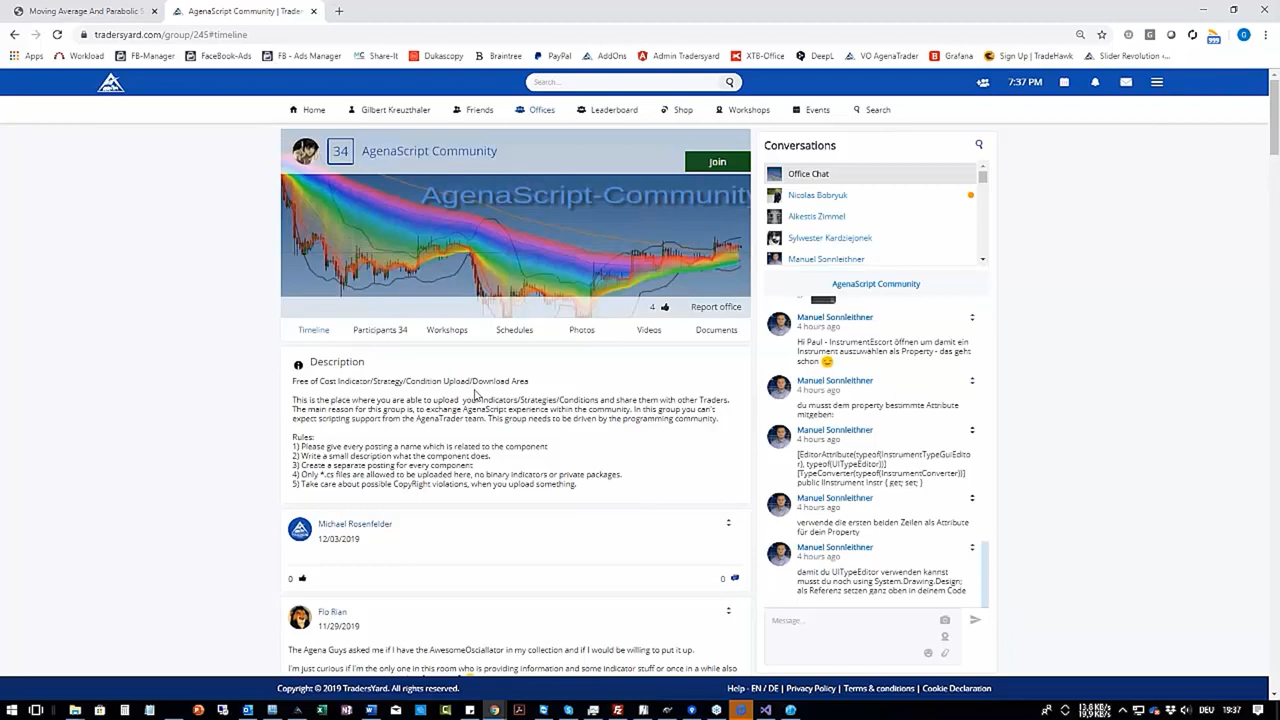 Moving Average And Parabolic S
AgenaScript Community | Trader
tradersyard.com/group/245#timeline
Apps
Workload
FB-Manager
FaceBook-Ads
FB - Ads Manager
Share-It
Dukascopy
Braintree
PayPal
AddOns
Admin Tradersyard
XTB-Office
DeepL
VO AgenaTrader
Grafana
Sign Up | TradeHawk
Slider Revolution (...
Search...
7:37 PM
Home
Gilbert Kreuzthaler
Friends
Offices
Leaderboard
Shop
Workshops
Events
Search
34
AgenaScript Community
Join
AgenaScript-Community
4
Report office
Timeline
Participants 34
Workshops
Schedules
Photos
Videos
Documents
Description
Free of Cost Indicator/Strategy/Condition Upload/Download Area
This is the place where you are able to upload your Indicators/Strategies/Conditions and share them with other Traders.
The main reason for this group is, to exchange AgenaScript experience within the community. In this group you can't
expect scripting support from the AgenaTrader team. This group needs to be driven by the programming community.
Rules:
1) Please give every posting a name which is related to the component
2) Write a small description what the component does.
3) Create a separate posting for every component
4) Only *.cs files are allowed to be uploaded here, no binary indicators or private packages.
5) Take care about possible CopyRight violations, when you upload something.
Michael Rosenfelder
12/03/2019
0
0
Flo Rian
11/29/2019
The Agena Guys asked me if I have the AwesomeOsciallator in my collection and if I would be willing to put it up.
I'm just curious if I'm the only one in this room who is providing information and some indicator stuff or once in a while also
Conversations
Office Chat
Nicolas Bobryuk
Alkestis Zimmel
Sylwester Kardziejonek
Manuel Sonnleithner
AgenaScript Community
Manuel Sonnleithner
4 hours ago
Hi Paul - InstrumentEscort öffnen um damit ein
Instrument auszuwahlen als Property - das geht
schon
Manuel Sonnleithner
4 hours ago
du musst dem property bestimmte Attribute
mitgeben:
Manuel Sonnleithner
4 hours ago
[EditorAttribute(typeof(InstrumentTypeGuiEdito
r), typeof(UITypeEditor))]
[TypeConverter(typeof(InstrumentConverter))]
public IInstrument Instr { get; set; }
Manuel Sonnleithner
4 hours ago
verwende die ersten beiden Zeilen als Attribute
für dein Property
Manuel Sonnleithner
4 hours ago
damit du UITypeEditor verwenden kannst
musst du noch using System.Drawing.Design;
als Referenz setzen ganz oben in deinem Code
Message...
Copyright © 2019 TradersYard. All rights reserved.
Help - EN / DE | Privacy Policy | Terms & conditions | Cookie Declaration
13.8 KB/s
19.9 KB/s
DEU
19:37